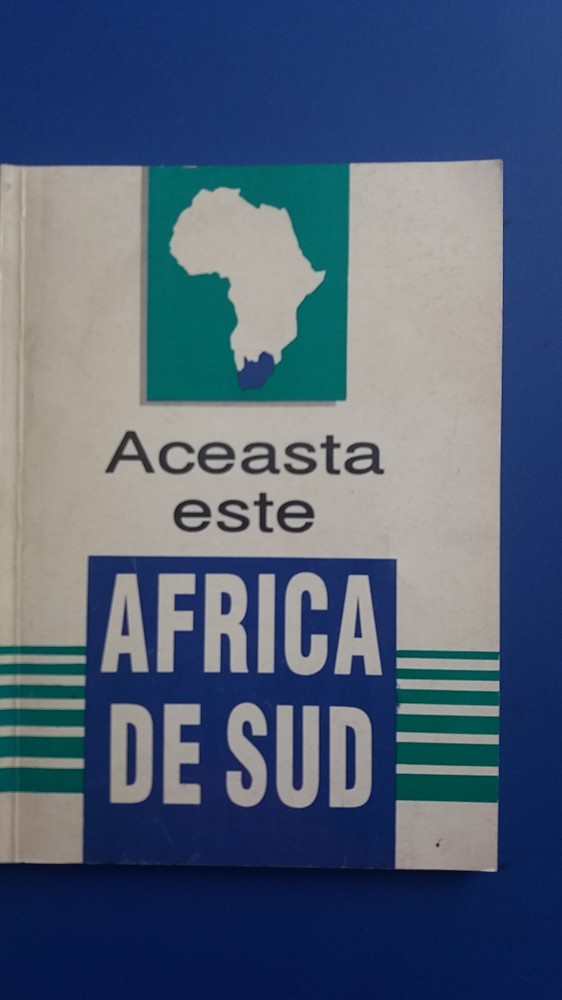 Aceasta
este
AFRICA
DE SUD